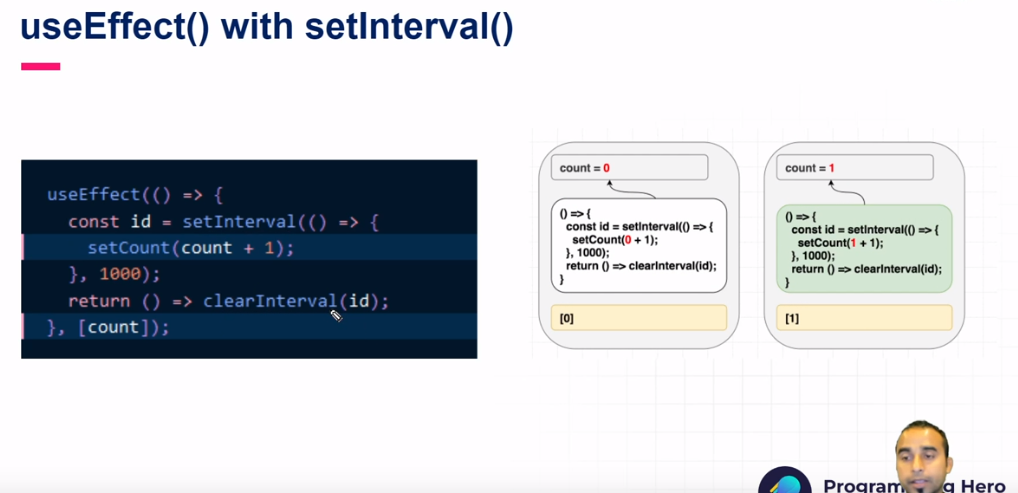 useEffect() with setInterval()
useEffect(() => {
const id = setInterval(() => {
setCount(count + 1);
}, 1000);
return () => clearInterval(id);
}, [count]);
count = 0
() => {
const id = setInterval(() => {
setCount(0 + 1);
}, 1000);
return () => clearInterval(id);
}
[0]
count = 1
() => {
const id = setInterval(() => {
setCount(1 + 1);
}, 1000);
return () => clearInterval(id);
}
[1]
Hero